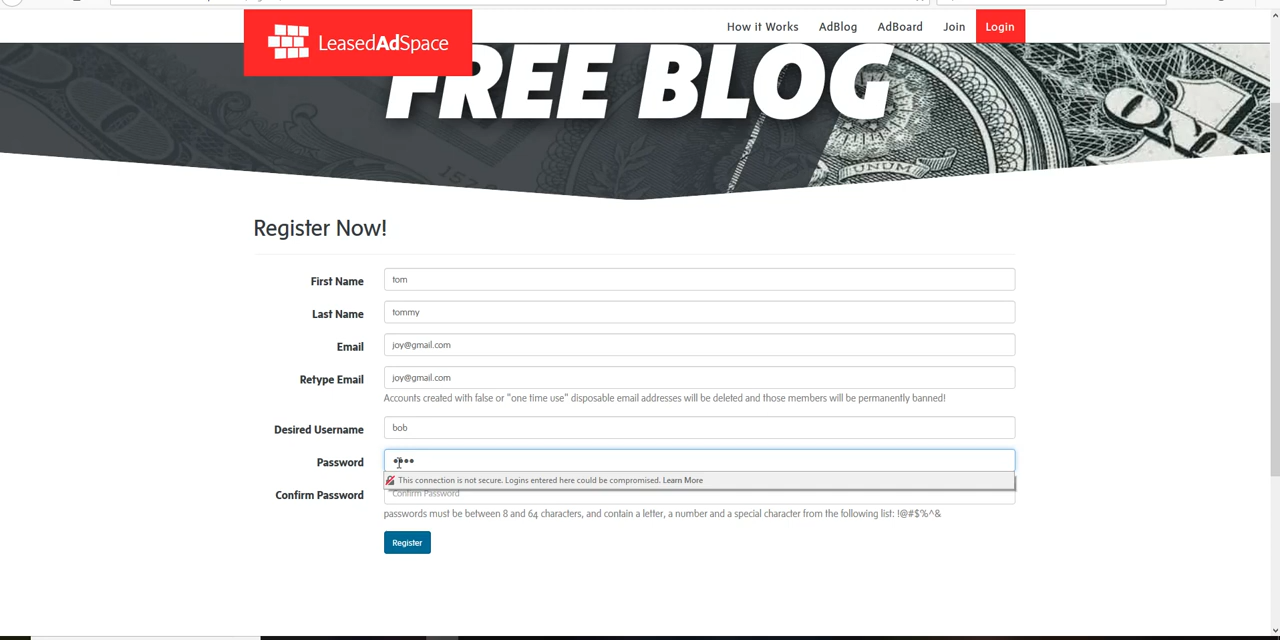 How it Works AdBlog AdBoard Join Login
LeasedAdSpace
FREE BLOG
UNUM
Register Now!
First Name tom
Last Name tommy
Email joy@gmail.com
Retype Email joy@gmail.com
Accounts created with false or "one time use" disposable email addresses will be deleted and those members will be permanently banned!
Desired Username bob
Password
This connection is not secure. Logins entered here could be compromised. Learn More
Confirm Password Confirm Password
passwords must be between 8 and 64 characters, and contain a letter, a number and a special character from the following list: !@#$%^&
Register